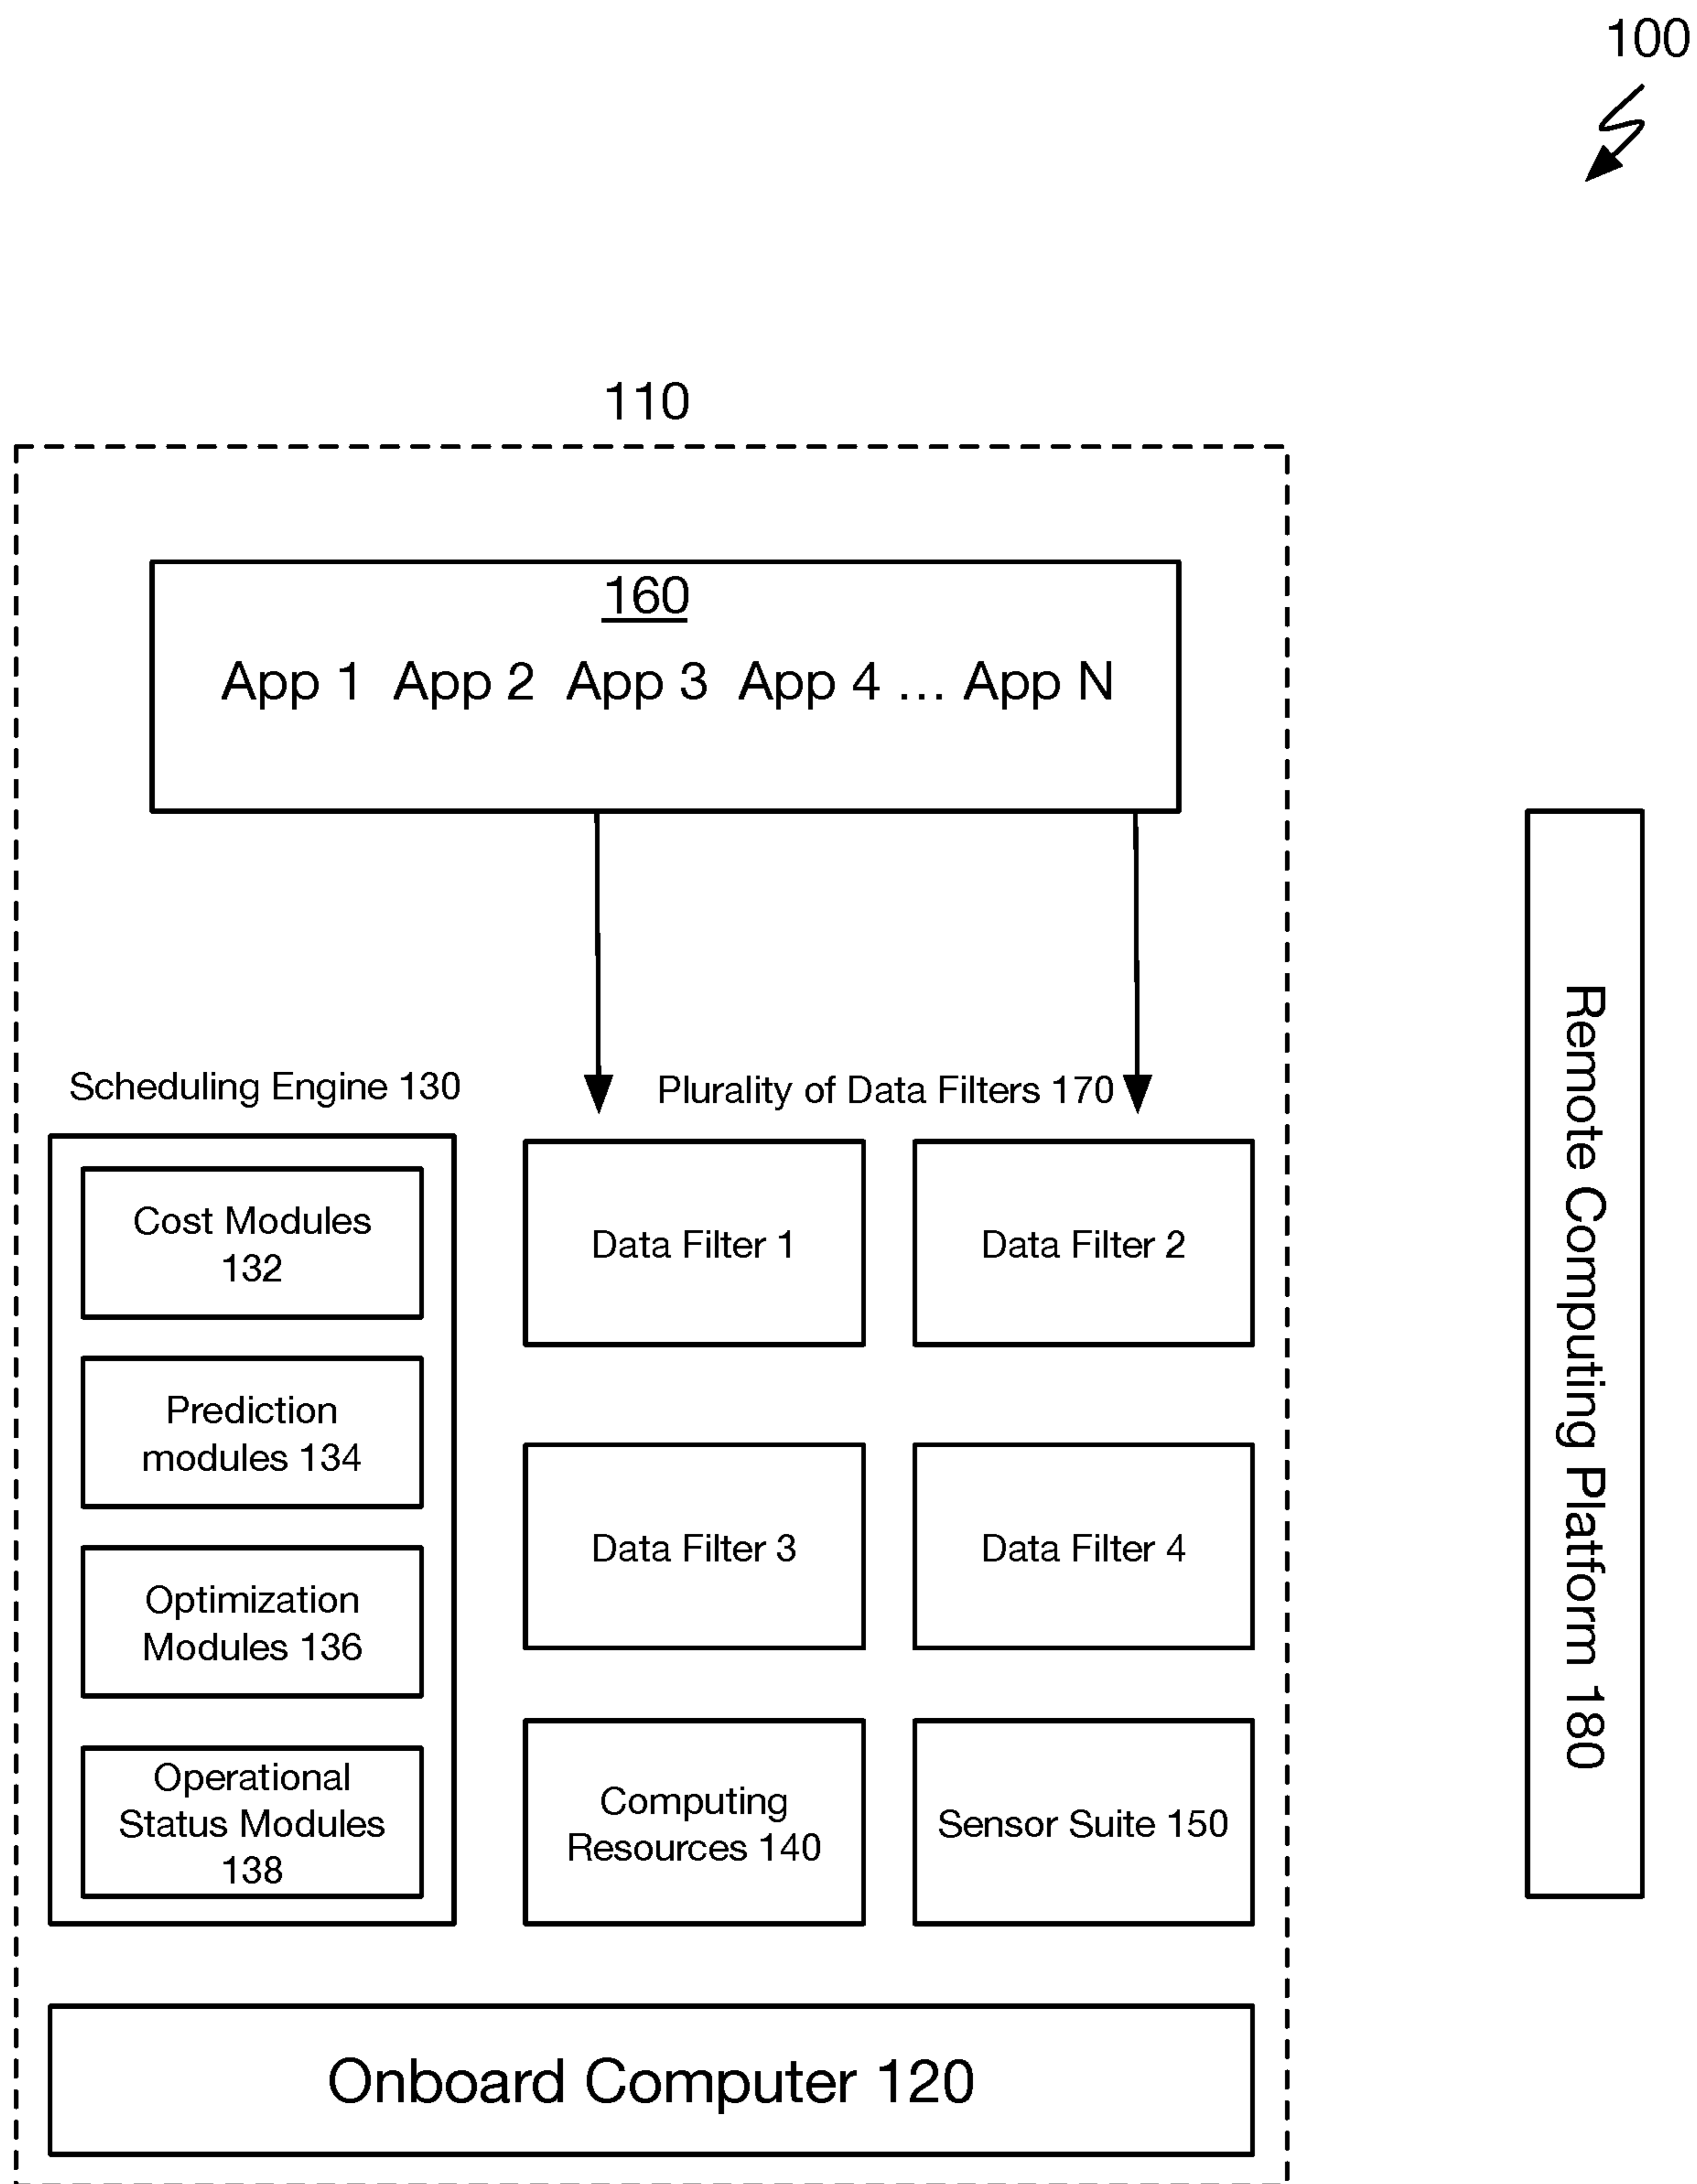 100
110
160
App 1 App 2 App 3 App 4 ... App N
Scheduling Engine 130
Plurality of Data Filters 170
Cost Modules
132
Prediction
modules 134
Optimization
Modules 136
Operational
Status Modules
138
Data Filter 1
Data Filter 2
Data Filter 3
Data Filter 4
Computing
Resources 140
Sensor Suite 150
Onboard Computer 120
Remote Computing Platform 180